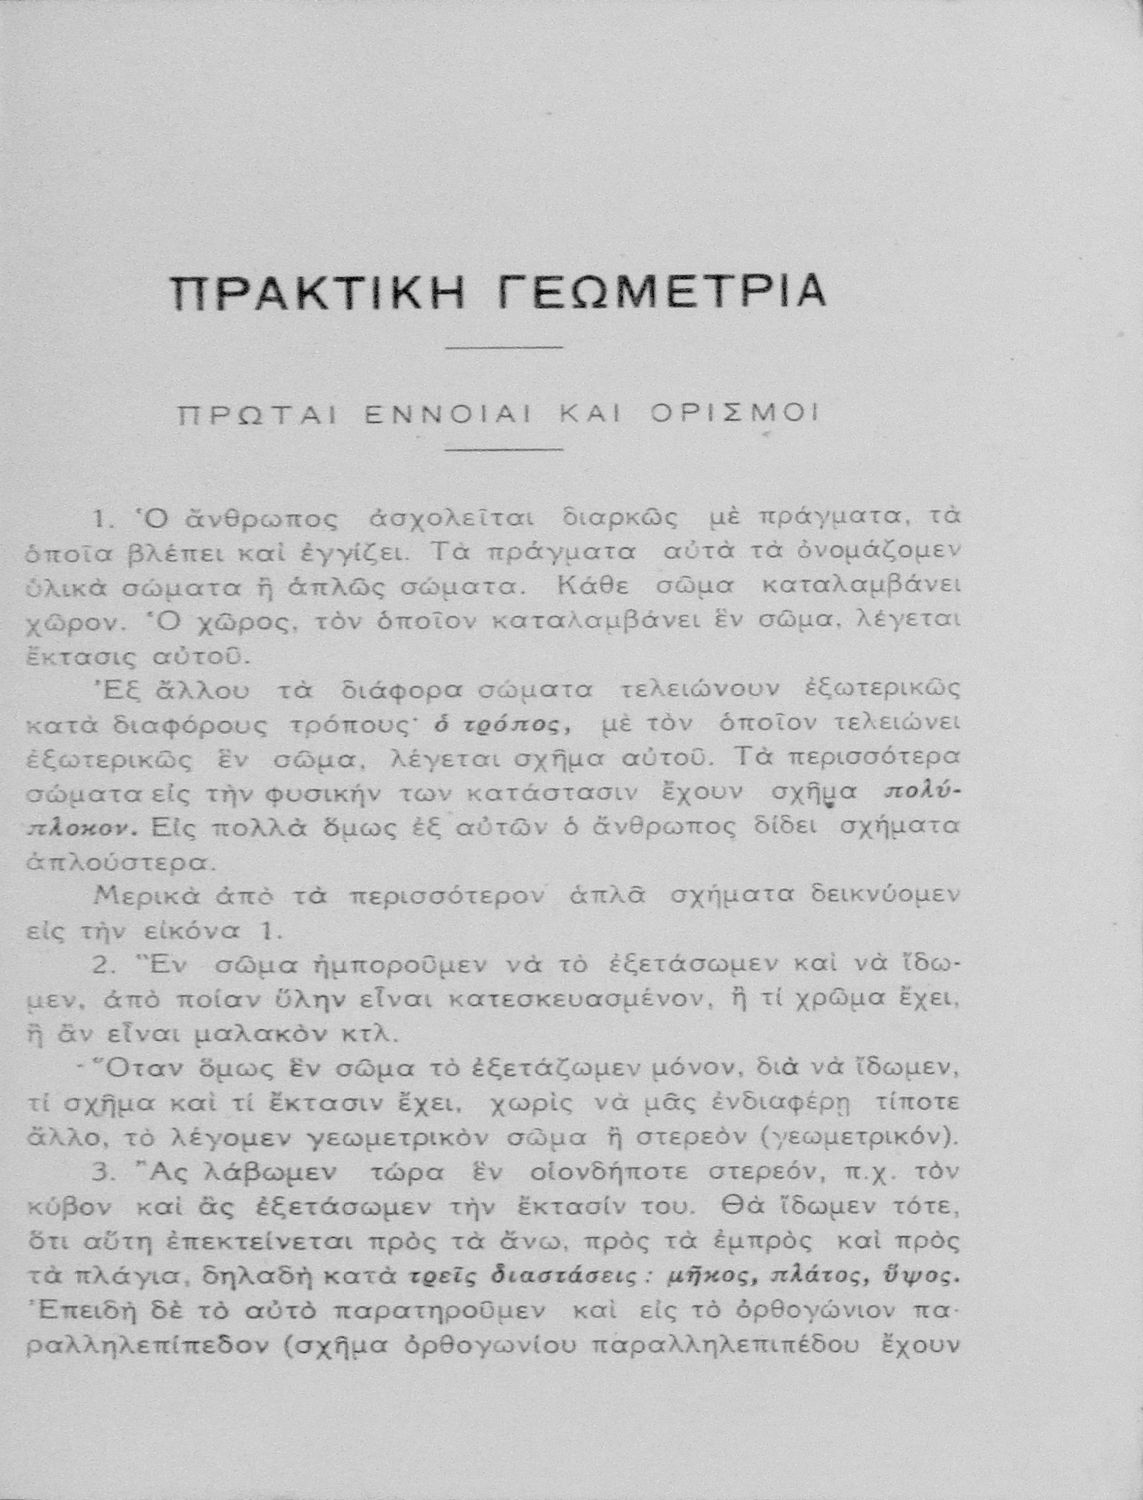 ΠΡΑΚΤΙΚΗ ΓΕΩΜΕΤΡΙΑ
ΠΡΩΤΑΙ ΕΝΝΟΙΑΙ ΚΑΙ ΟΡΙΣΜΟΙ
1. Ὁ ἄνθρωπος ἀσχολεῖται διαρκῶς μὲ πράγματα, τὰ
ὁποῖα βλέπει καὶ ἐγγίζει. Τὰ πράγματα αὐτὰ τὰ ὀνομάζομεν
ὑλικὰ σώματα ἢ ἁπλῶς σώματα. Κάθε σῶμα καταλαμβάνει
χῶρον. Ὁ χῶρος, τὸν ὁποῖον καταλαμβάνει ἓν σῶμα, λέγεται
ἔκτασις αὐτοῦ.
Ἐξ ἄλλου τὰ διάφορα σώματα τελειώνουν ἐξωτερικῶς
κατὰ διαφόρους τρόπους· ὁ τρόπος, μὲ τὸν ὁποῖον τελειώνει
ἐξωτερικῶς ἓν σῶμα, λέγεται σχῆμα αὐτοῦ. Τὰ περισσότερα
σώματα εἰς τὴν φυσικήν των κατάστασιν ἔχουν σχῆμα πολύ-
πλοκον. Εἰς πολλὰ ὅμως ἐξ αὐτῶν ὁ ἄνθρωπος δίδει σχήματα
ἁπλούστερα.
Μερικὰ ἀπὸ τὰ περισσότερον ἁπλᾶ σχήματα δεικνύομεν
εἰς τὴν εἰκόνα 1.
2. Ἓν σῶμα ἠμποροῦμεν νὰ τὸ ἐξετάσωμεν καὶ νὰ ἴδω-
μεν, ἀπὸ ποίαν ὕλην εἶναι κατεσκευασμένον, ἢ τί χρῶμα ἔχει,
ἢ ἂν εἶναι μαλακὸν κτλ.
Ὅταν ὅμως ἓν σῶμα τὸ ἐξετάζωμεν μόνον, διὰ νὰ ἴδωμεν,
τί σχῆμα καὶ τί ἔκτασιν ἔχει, χωρὶς νὰ μᾶς ἐνδιαφέρῃ τίποτε
ἄλλο, τὸ λέγομεν γεωμετρικὸν σῶμα ἢ στερεὸν (γεωμετρικόν).
3. Ἂς λάβωμεν τώρα ἓν οἱονδήποτε στερεόν, π.χ. τὸν
κύβον καὶ ἂς ἐξετάσωμεν τὴν ἔκτασίν του. Θὰ ἴδωμεν τότε,
ὅτι αὕτη ἐπεκτείνεται πρὸς τὰ ἄνω, πρὸς τὰ ἐμπρὸς καὶ πρὸς
τὰ πλάγια, δηλαδὴ κατὰ τρεῖς διαστάσεις: μῆκος, πλάτος, ὕψος.
Ἐπειδὴ δὲ τὸ αὐτὸ παρατηροῦμεν καὶ εἰς τὸ ὀρθογώνιον πα-
ραλληλεπίπεδον (σχῆμα ὀρθογωνίου παραλληλεπιπέδου ἔχουν